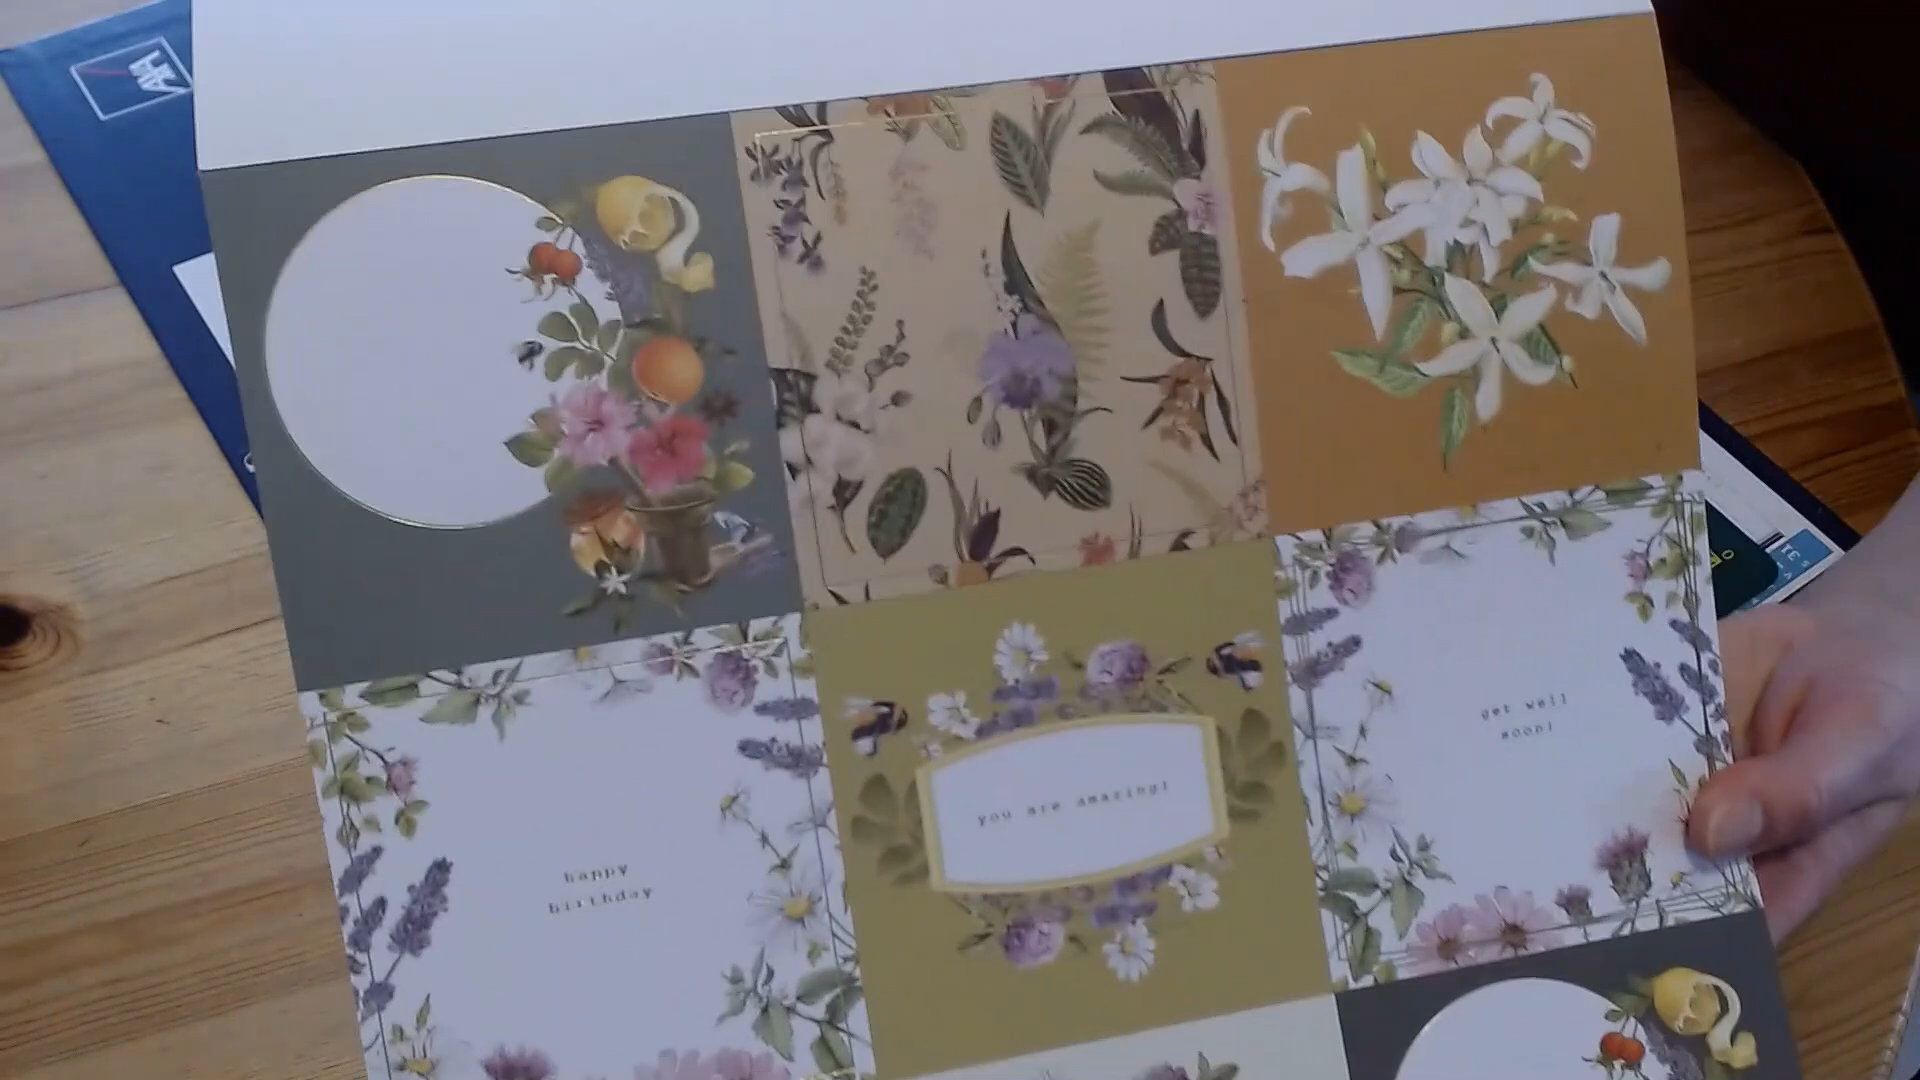 happy
birthday
you are amazing!
get well
soon!